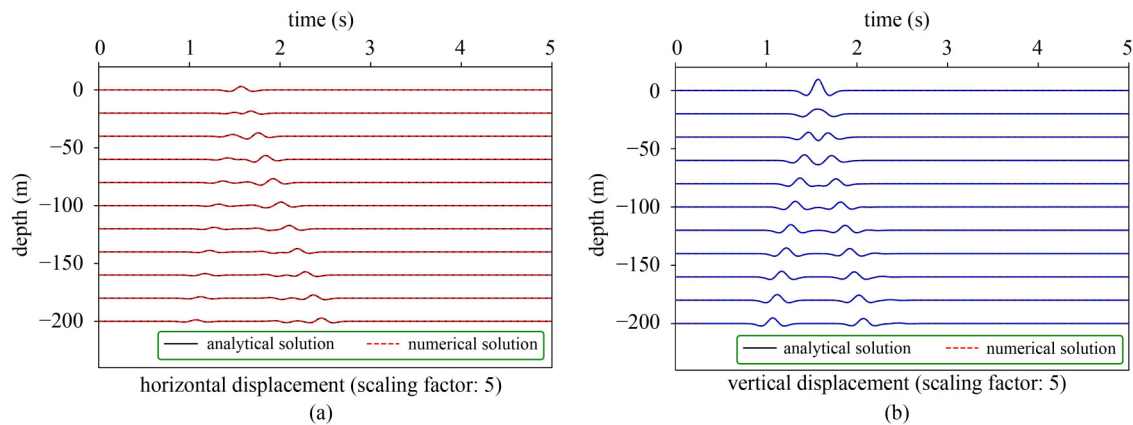 time (s)
0 1 2 3 4 5
depth (m)
0
−50
−100
−150
−200
analytical solution numerical solution
horizontal displacement (scaling factor: 5)
(a)
time (s)
0 1 2 3 4 5
depth (m)
0
−50
−100
−150
−200
analytical solution numerical solution
vertical displacement (scaling factor: 5)
(b)